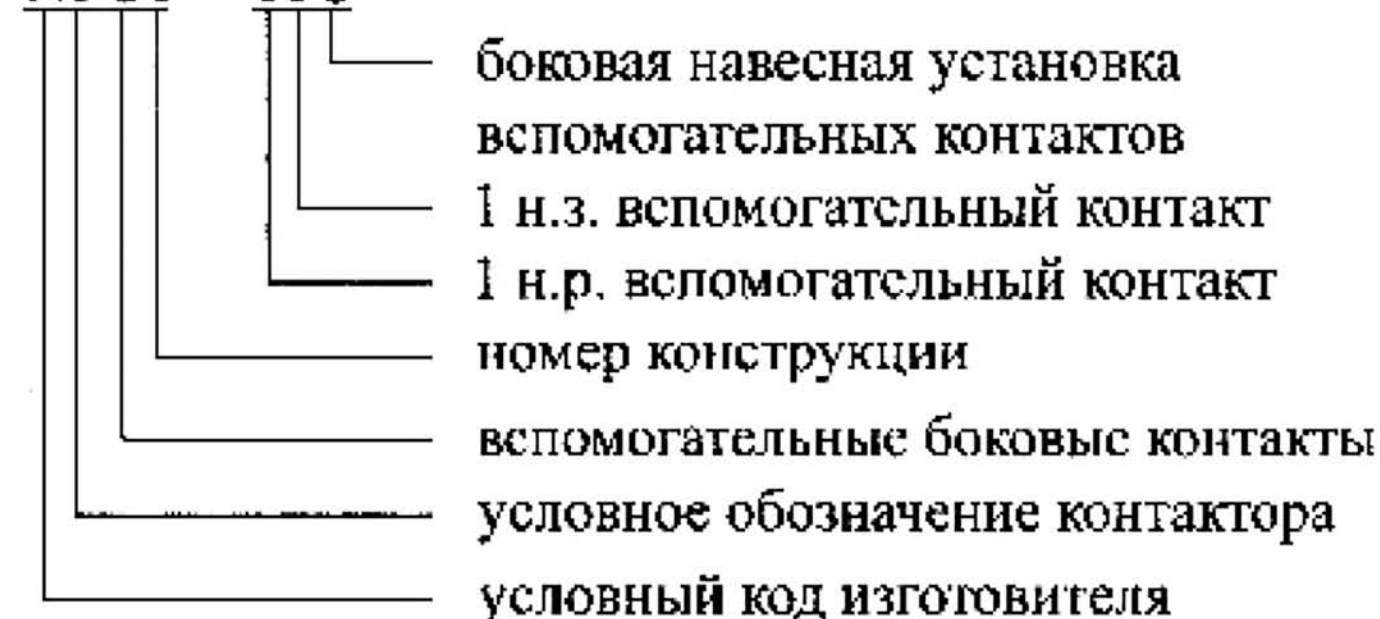 боковая навесная установка
вспомогательных контактов
1 н.з. вспомогательный контакт
1 н.р. вспомогательный контакт
номер конструкции
вспомогательные боковые контакты
условное обозначение контактора
условный код изготовителя